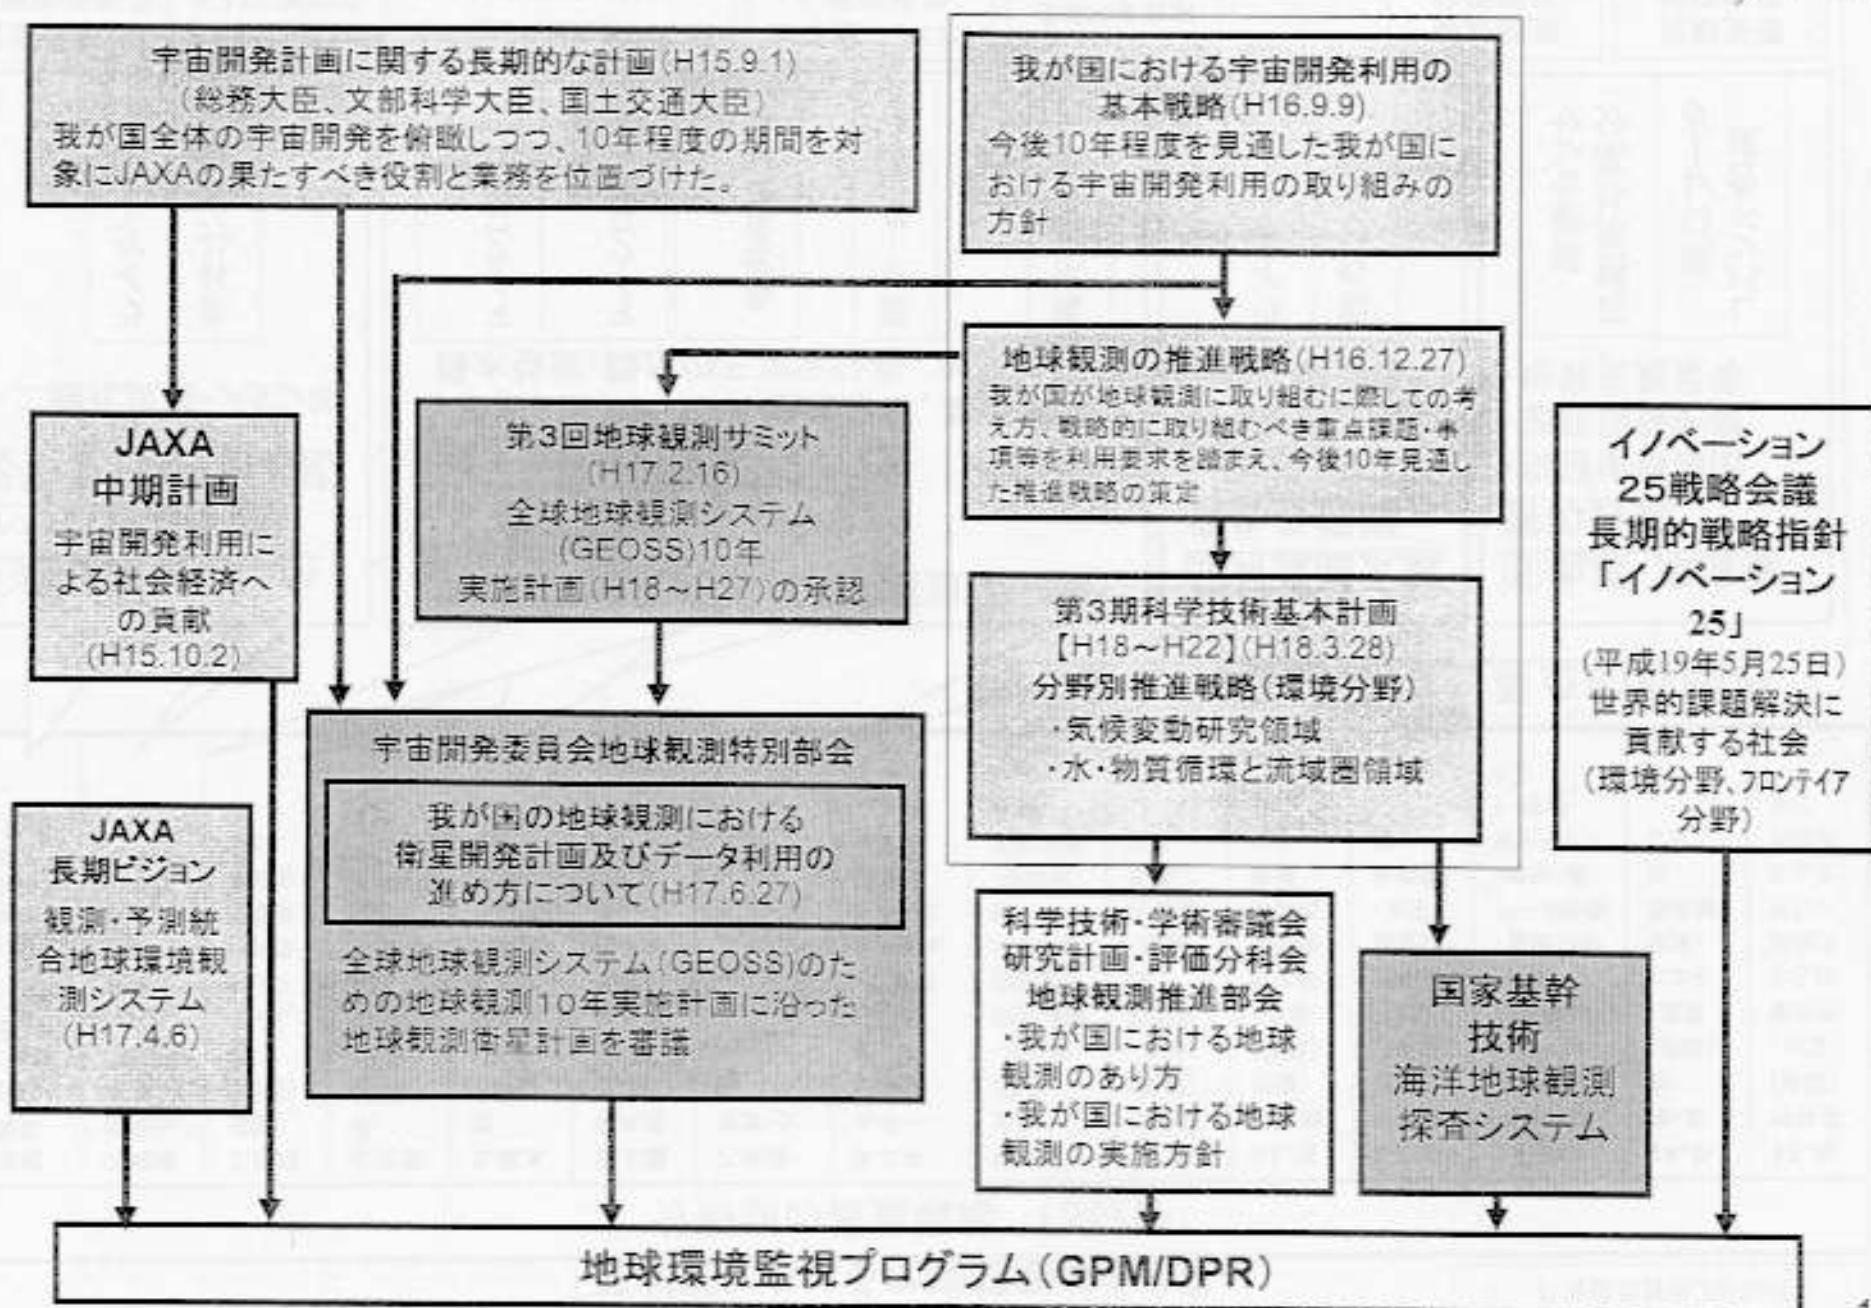 宇宙開発計画に関する長期的な計画(H15.9.1)
(総務大臣、文部科学大臣、国土交通大臣)
我が国全体の宇宙開発を俯瞰しつつ、10年程度の期間を対
象にJAXAの果たすべき役割と業務を位置づけた。
我が国における宇宙開発利用の
基本戦略(H16.9.9)
今後10年程度を見通した我が国に
おける宇宙開発利用の取り組みの
方針
地球観測の推進戦略(H16.12.27)
我が国が地球観測に取り組むに際しての考
え方、戦略的に取り組むべき重点課題・事
項等を利用要求を踏まえ、今後10年見通し
た推進戦略の策定
JAXA
中期計画
宇宙開発利用に
よる社会経済へ
の貢献
(H15.10.2)
第3回地球観測サミット
(H17.2.16)
全球地球観測システム
(GEOSS)10年
実施計画(H18～H27)の承認
イノベーション
25戦略会議
長期的戦略指針
「イノベーション
25」
(平成19年5月25日)
世界的課題解決に
貢献する社会
(環境分野、フロンテイア
分野)
第3期科学技術基本計画
【H18～H22】(H18.3.28)
分野別推進戦略(環境分野)
・気候変動研究領域
・水・物質循環と流域圏領域
宇宙開発委員会地球観測特別部会
我が国の地球観測における
衛星開発計画及びデータ利用の
進め方について(H17.6.27)
全球地球観測システム(GEOSS)のた
めの地球観測10年実施計画に沿った
地球観測衛星計画を審議
JAXA
長期ビジョン
観測・予測統
合地球環境観
測システム
(H17.4.6)
科学技術・学術審議会
研究計画・評価分科会
地球観測推進部会
・我が国における地球
観測のあり方
・我が国における地球
観測の実施方針
国家基幹
技術
海洋地球観測
探査システム
地球環境監視プログラム(GPM/DPR)